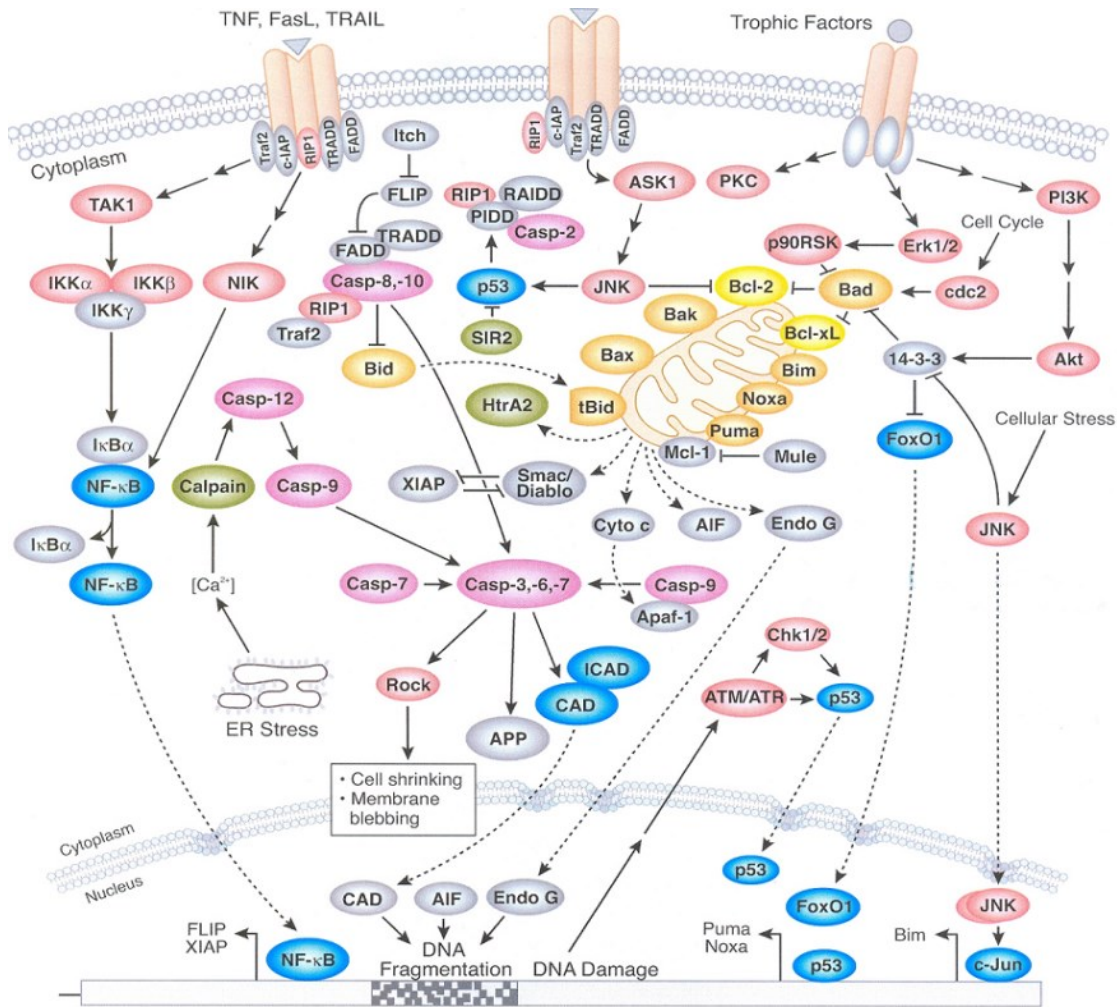 TNF, FasL, TRAIL
Trophic Factors
Traf2
c-IAP
RIP1
TRADD
FADD
RIP1
c-IAP
Traf2
TRADD
FADD
Cytoplasm
Itch
FLIP
FADD
TRADD
Casp-8,-10
RIP1
Traf2
Bid
TAK1
IKKα
IKKβ
IKKγ
NIK
RIP1
RAIDD
PIDD
Casp-2
p53
SIR2
ASK1
JNK
PKC
PI3K
Cell Cycle
p90RSK
Erk1/2
cdc2
Bad
Bcl-2
Bcl-xL
Bak
Bax
tBid
Bim
Noxa
Puma
Mcl-1
Mule
14-3-3
Akt
FoxO1
Cellular Stress
JNK
HtrA2
Casp-12
Calpain
Casp-9
IκBα
NF-κB
IκBα
NF-κB
XIAP
Smac/
Diablo
Cyto c
AIF
Endo G
[Ca²⁺]
ER Stress
Casp-7
Casp-3,-6,-7
Casp-9
Apaf-1
Rock
APP
ICAD
CAD
Chk1/2
ATM/ATR
p53
• Cell shrinking
• Membrane
blebbing
Cytoplasm
Nucleus
p53
FoxO1
JNK
CAD
AIF
Endo G
FLIP
XIAP
NF-κB
DNA
Fragmentation
DNA Damage
Puma
Noxa
p53
Bim
c-Jun